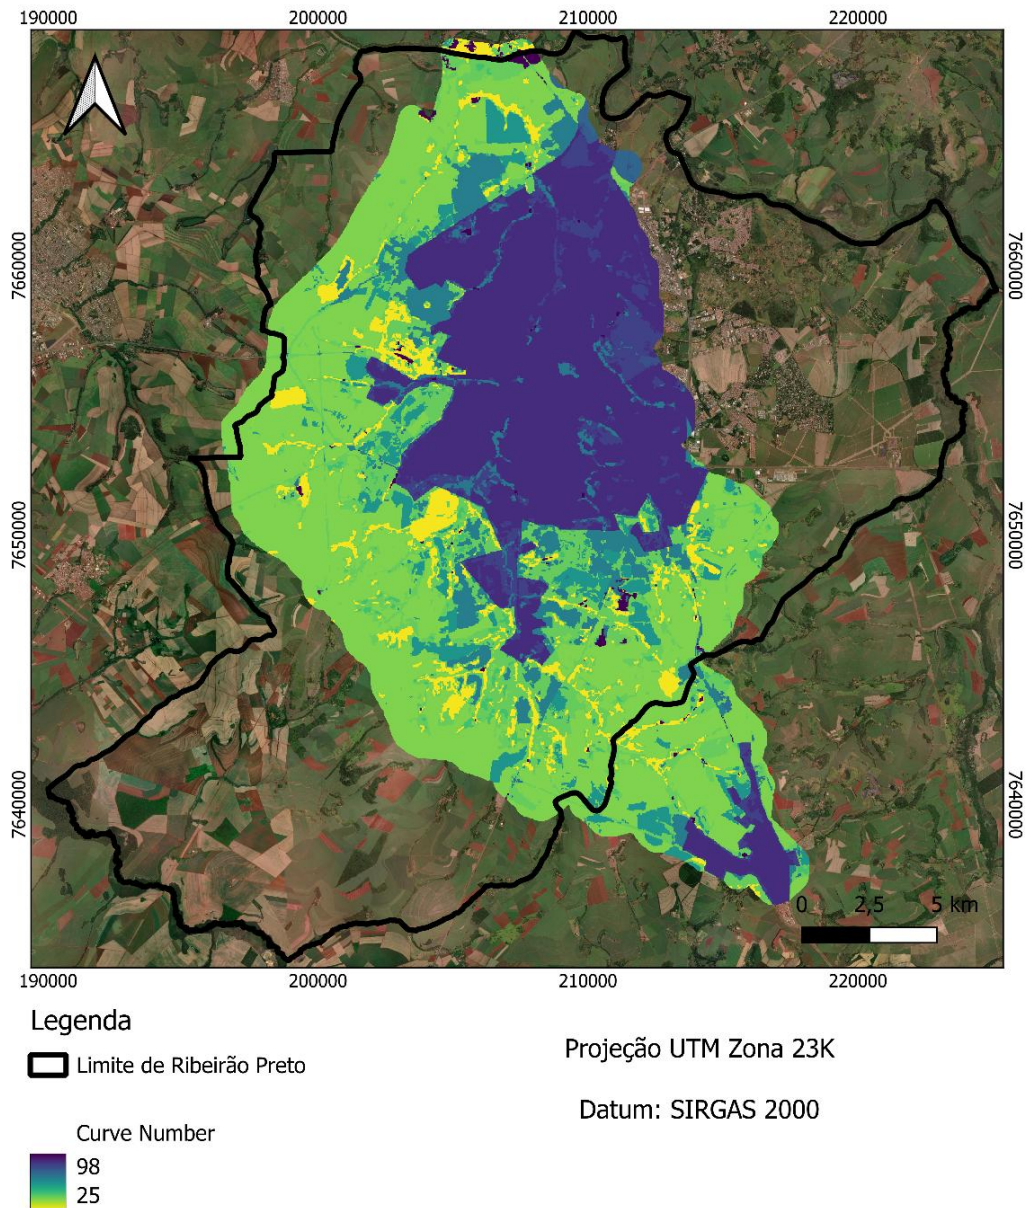 190000 200000 210000 220000
7660000 7660000
7650000 7650000
7640000 7640000
0 2,5 5 km
190000 200000 210000 220000
Legenda
Limite de Ribeirão Preto
Projeção UTM Zona 23K
Datum: SIRGAS 2000
Curve Number
98
25